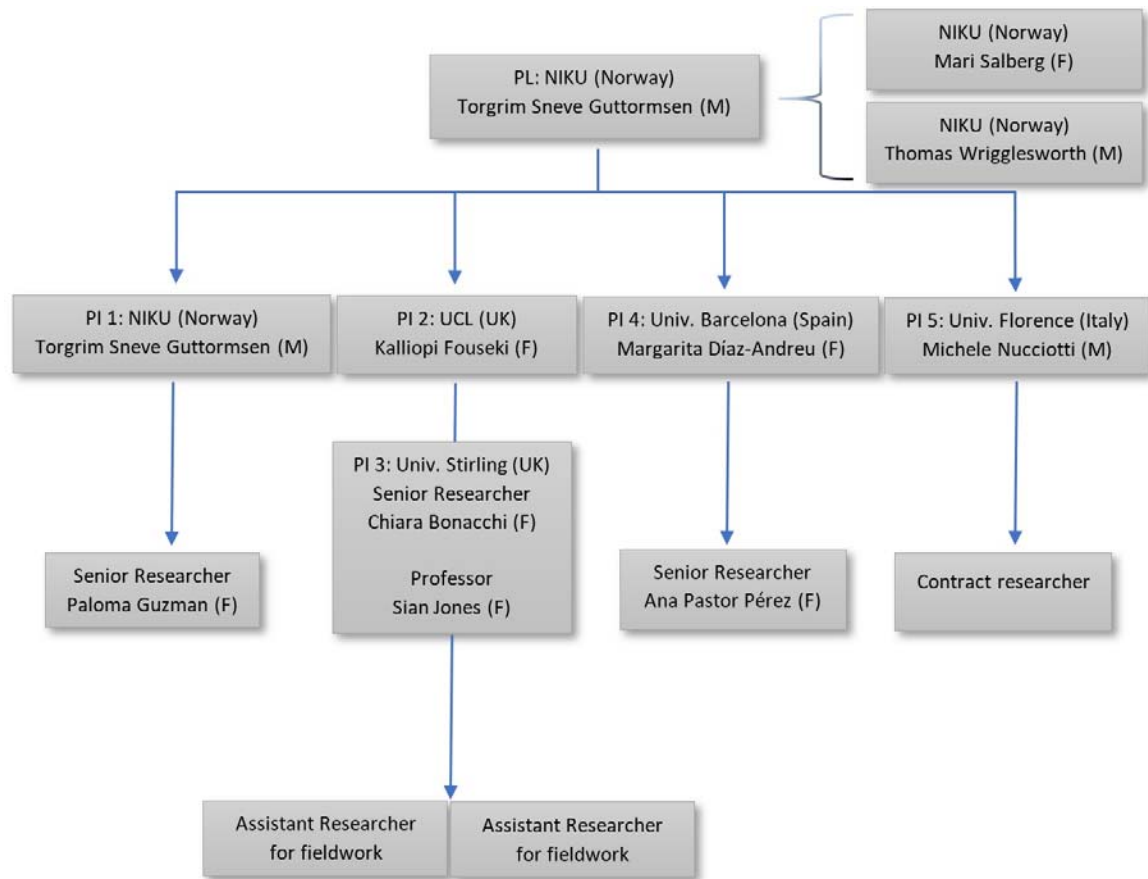 NIKU (Norway)
Mari Salberg (F)
PL: NIKU (Norway)
Torgrim Sneve Guttormsen (M)
NIKU (Norway)
Thomas Wrigglesworth (M)
PI 1: NIKU (Norway)
Torgrim Sneve Guttormsen (M)
PI 2: UCL (UK)
Kalliopi Fouseki (F)
PI 4: Univ. Barcelona (Spain)
Margarita Díaz-Andreu (F)
PI 5: Univ. Florence (Italy)
Michele Nucciotti (M)
PI 3: Univ. Stirling (UK)
Senior Researcher
Chiara Bonacchi (F)
Professor
Sian Jones (F)
Senior Researcher
Paloma Guzman (F)
Senior Researcher
Ana Pastor Pérez (F)
Contract researcher
Assistant Researcher
for fieldwork
Assistant Researcher
for fieldwork